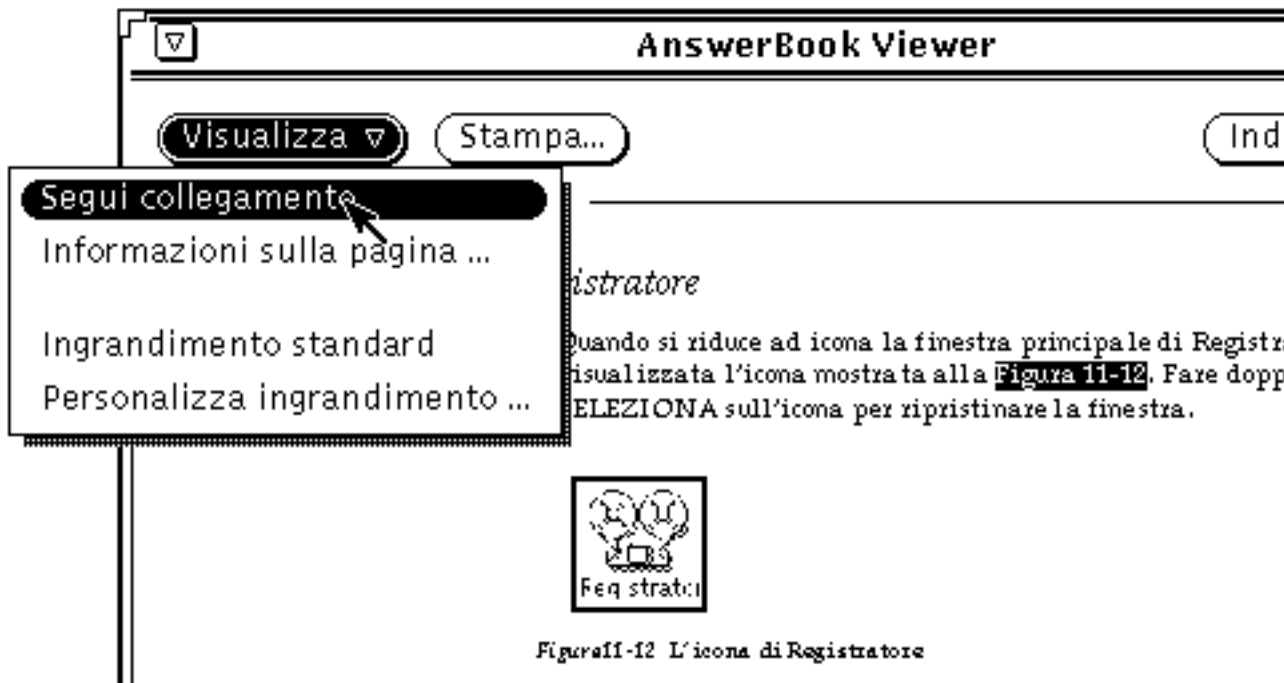 AnswerBook Viewer
Visualizza Stampa... Ind
Segui collegamento
Informazioni sulla pagina ...
Ingrandimento standard
Personalizza ingrandimento ...
istratore
Quando si riduce ad icona la finestra principale di Registra
isualizzata l'icona mostrata alla Figura 11-12. Fare dopp
ELEZIONA sull'icona per ripristinare la finestra.
Figura 11-12 L'icona di Registratore